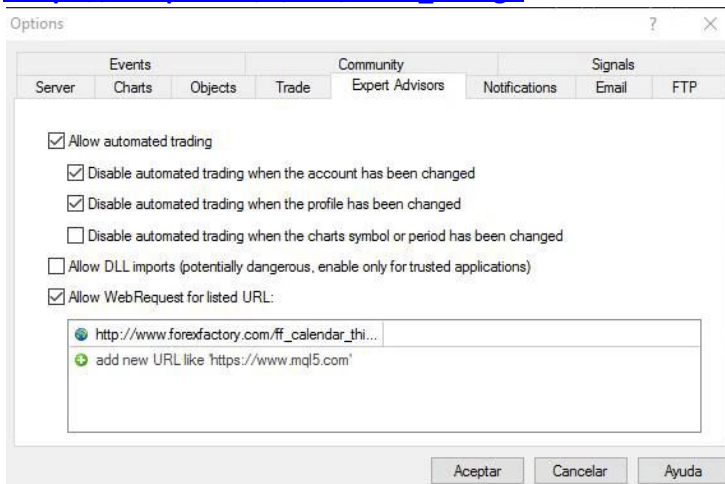 Options ? ×
Events Community Signals
Server Charts Objects Trade Expert Advisors Notifications Email FTP
Allow automated trading
Disable automated trading when the account has been changed
Disable automated trading when the profile has been changed
Disable automated trading when the charts symbol or period has been changed
Allow DLL imports (potentially dangerous, enable only for trusted applications)
Allow WebRequest for listed URL:
http://www.forexfactory.com/ff_calendar_thi...
add new URL like 'https://www.mql5.com'
Aceptar Cancelar Ayuda